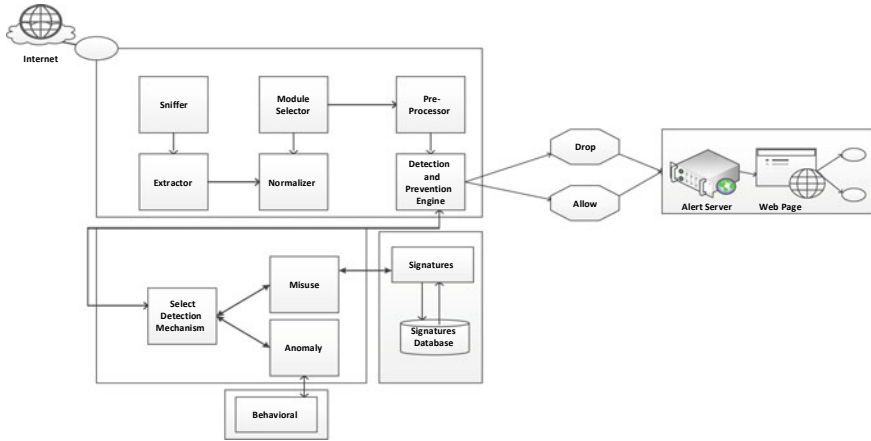 Internet
Sniffer
Module
Selector
Pre-
Processor
Extractor
Normalizer
Detection
and
Prevention
Engine
Drop
Allow
Alert Server
Web Page
Select
Detection
Mechanism
Misuse
Anomaly
Signatures
Signatures
Database
Behavioral